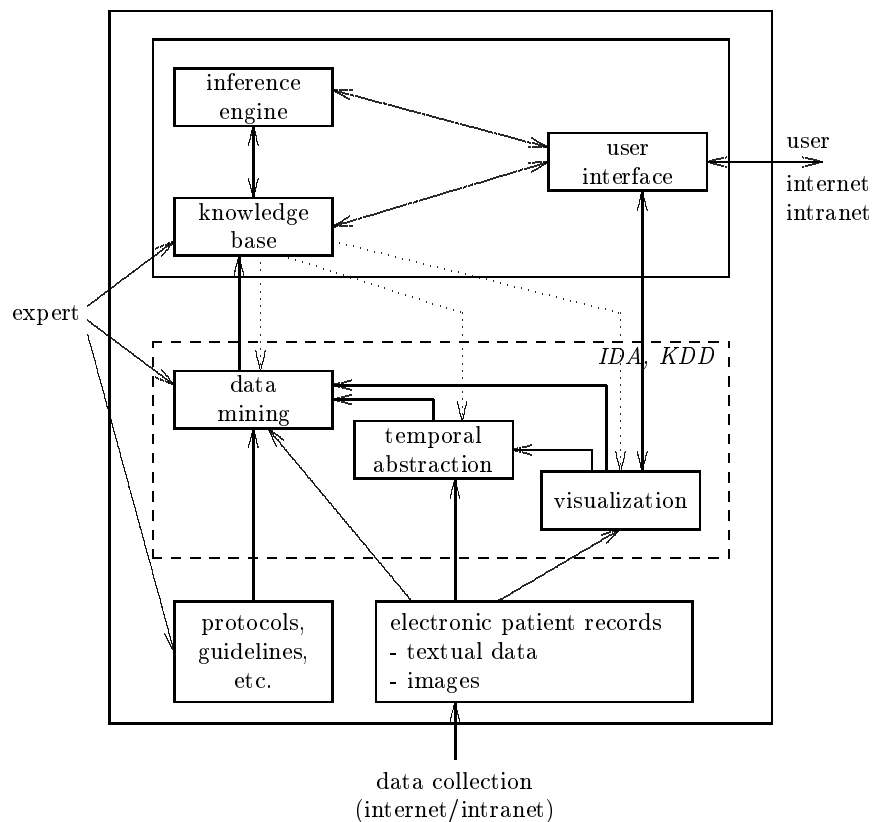 inference
engine
user
interface
user
internet
intranet
knowledge
base
expert
IDA, KDD
data
mining
temporal
abstraction
visualization
protocols,
guidelines,
etc.
electronic patient records
- textual data
- images
data collection
(internet/intranet)